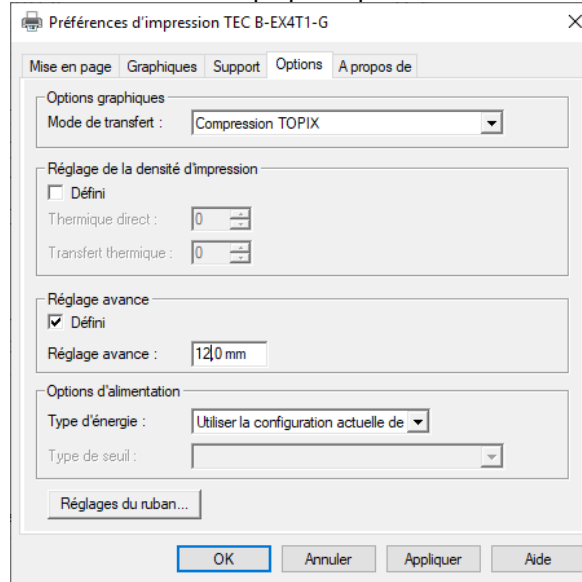 Préférences d'impression TEC B-EX4T1-G
Mise en page Graphiques Support Options A propos de
Options graphiques
Mode de transfert : Compression TOPIX
Réglage de la densité d'impression
Défini
Thermique direct : 0
Transfert thermique : 0
Réglage avance
Défini
Réglage avance : 12,0 mm
Options d'alimentation
Type d'énergie : Utiliser la configuration actuelle de
Type de seuil :
Réglages du ruban...
OK Annuler Appliquer Aide